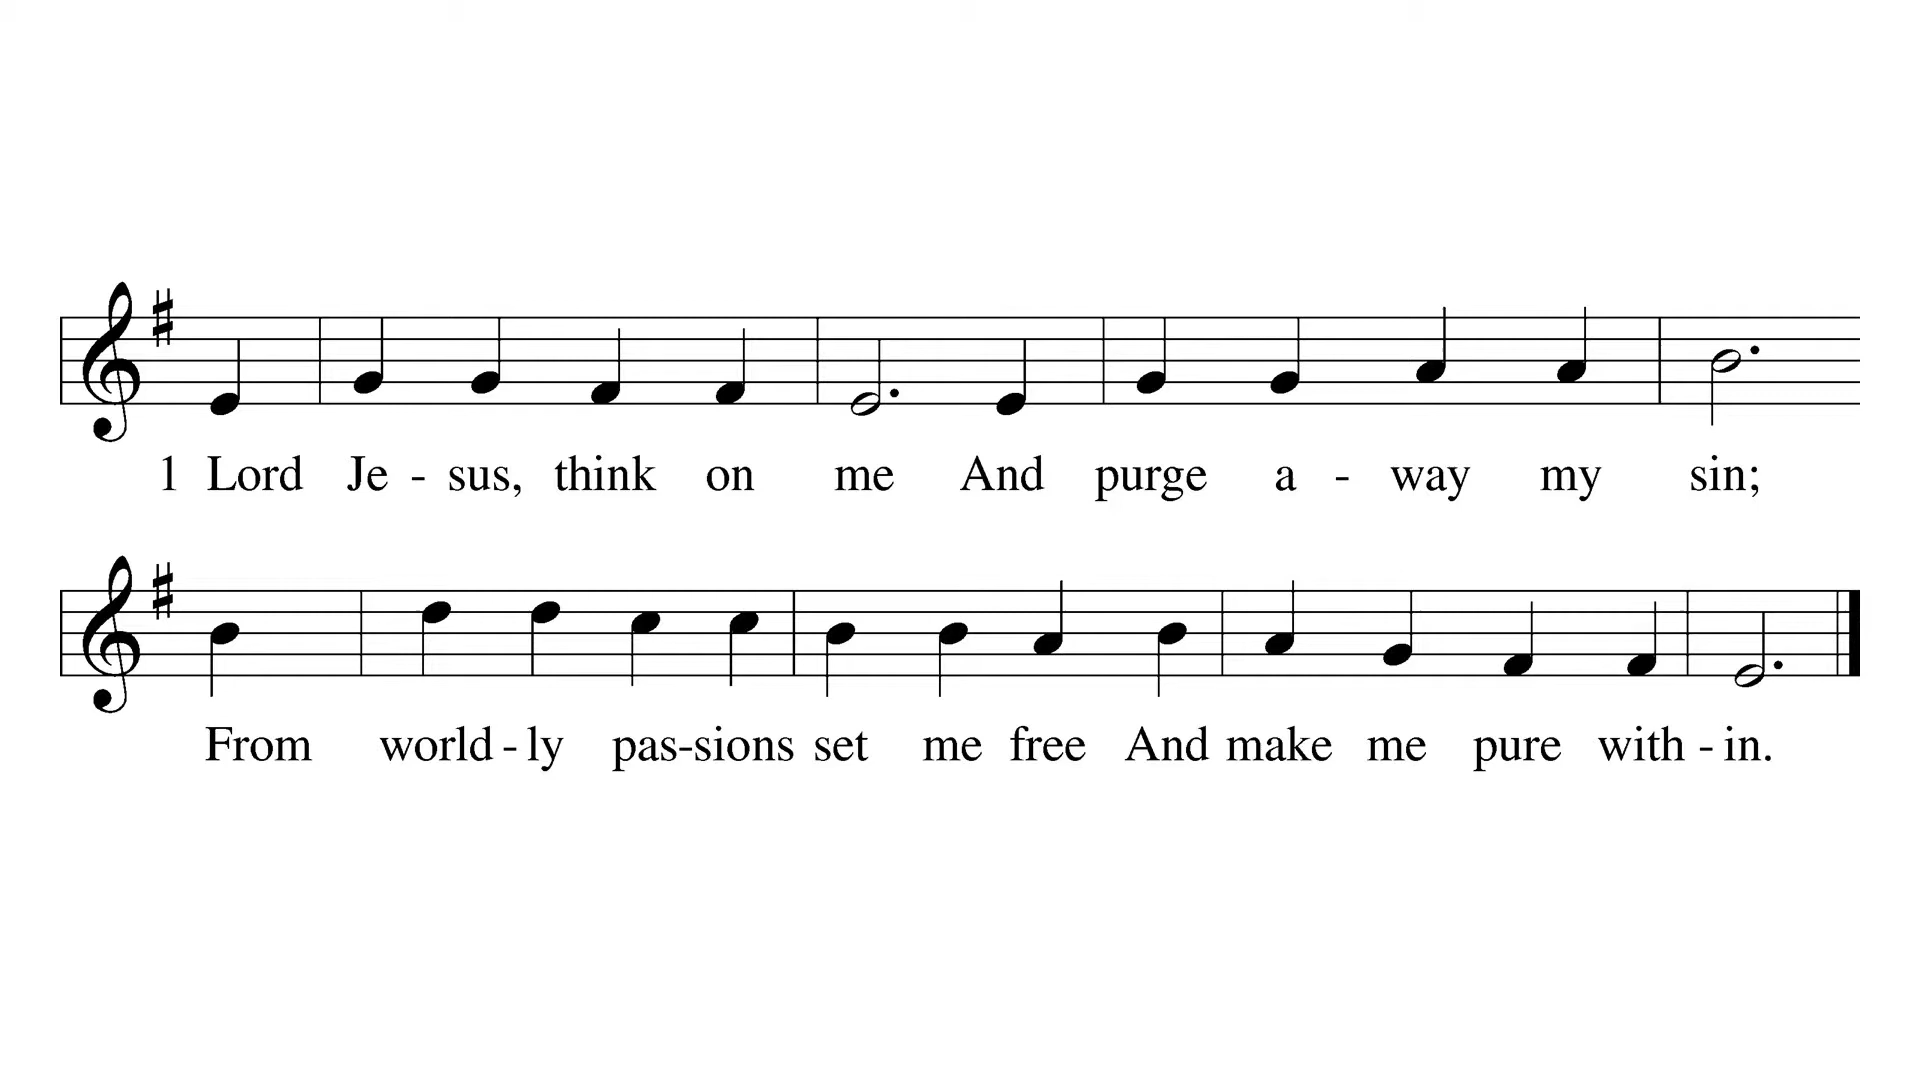 1 Lord Je - sus, think on me And purge a - way my sin;
From world - ly pas-sions set me free And make me pure with - in.